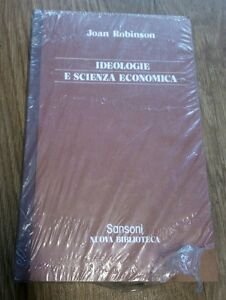 Joan Robinson
IDEOLOGIE
E SCIENZA ECONOMICA
Sansoni
NUOVA BIBLIOTECA